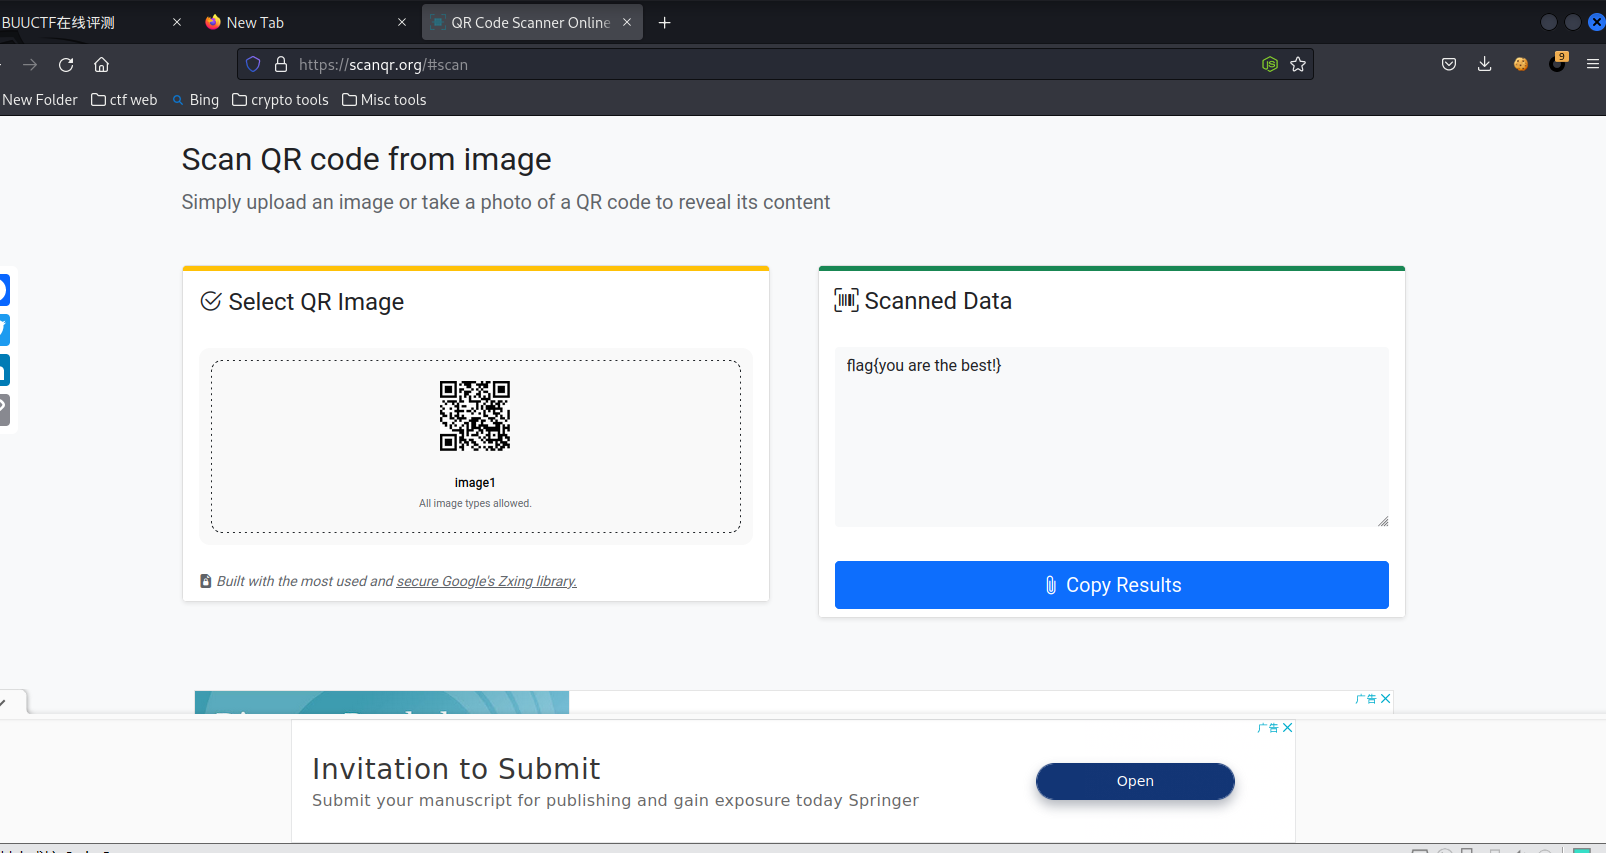 BUUCTF在线评测
New Tab
QR Code Scanner Online
https://scanqr.org/#scan
9
New Folder
ctf web
Bing
crypto tools
Misc tools
Scan QR code from image
Simply upload an image or take a photo of a QR code to reveal its content
Select QR Image
image1
All image types allowed.
Built with the most used and secure Google's Zxing library.
Scanned Data
flag{you are the best!}
Copy Results
广告
广告
Invitation to Submit
Submit your manuscript for publishing and gain exposure today Springer
Open